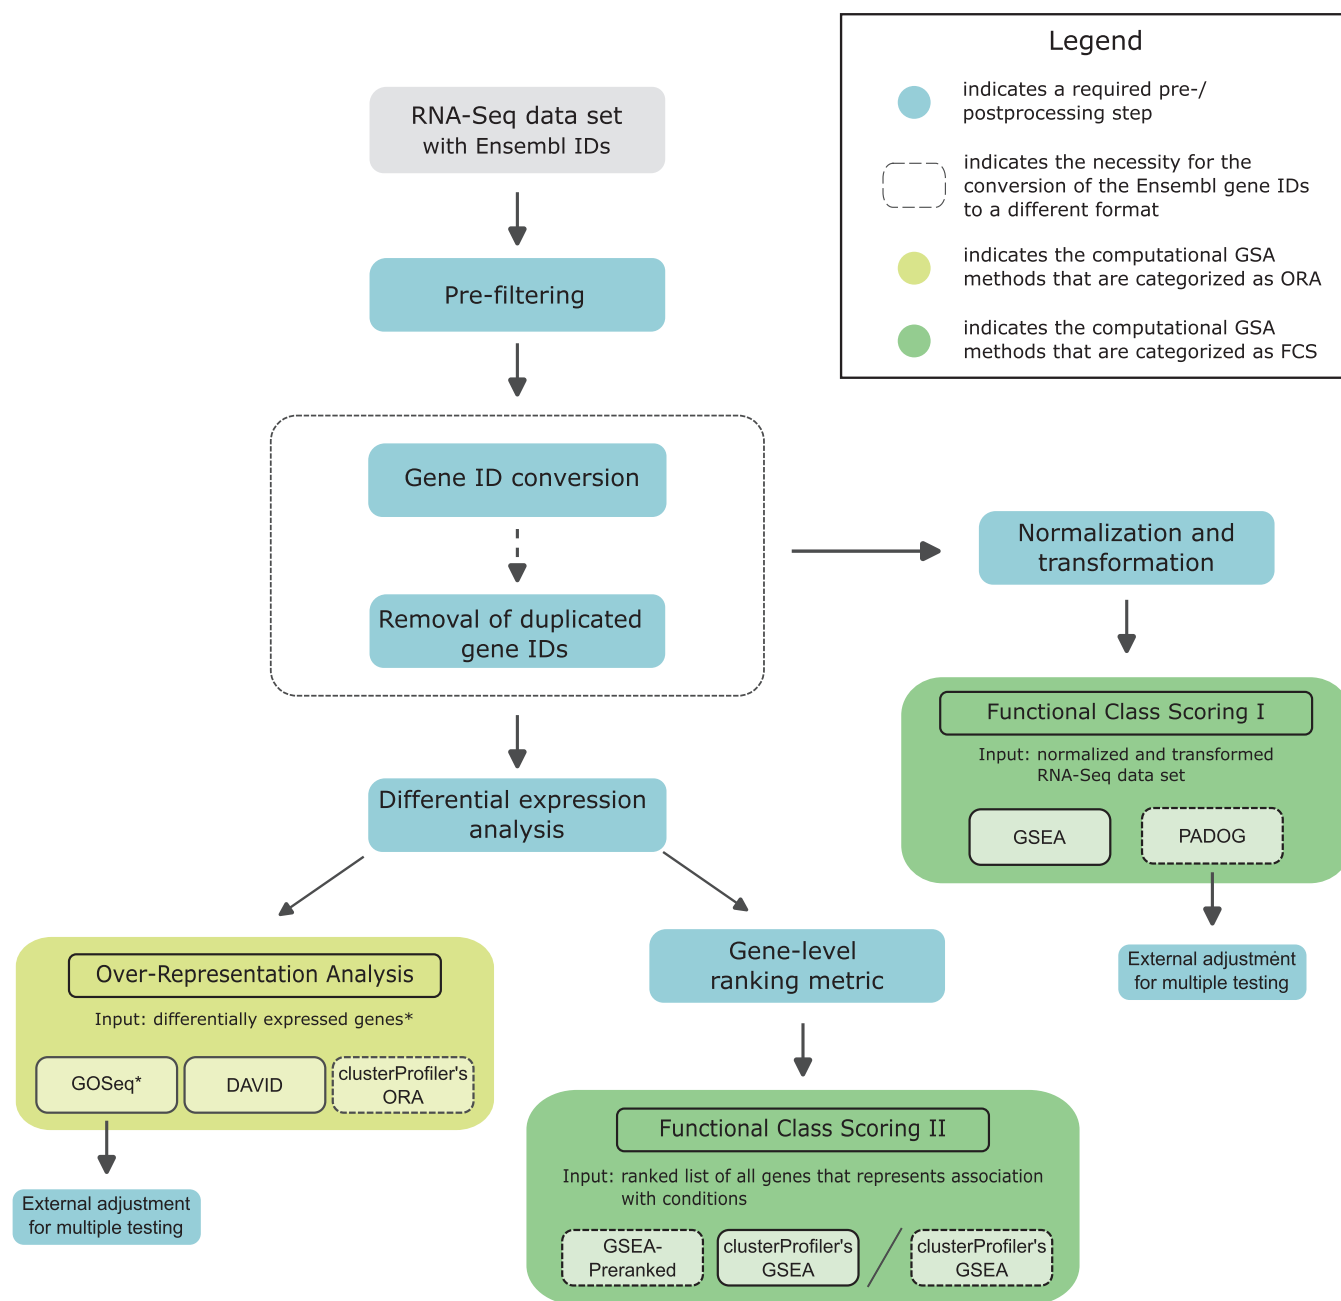 Legend
indicates a required pre-/
postprocessing step
indicates the necessity for the
conversion of the Ensembl gene IDs
to a different format
indicates the computational GSA
methods that are categorized as ORA
indicates the computational GSA
methods that are categorized as FCS
RNA-Seq data set
with Ensembl IDs
Pre-filtering
Gene ID conversion
Removal of duplicated
gene IDs
Normalization and
transformation
Functional Class Scoring I
Input: normalized and transformed
RNA-Seq data set
GSEA
PADOG
External adjustment
for multiple testing
Differential expression
analysis
Over-Representation Analysis
Input: differentially expressed genes*
GOSeq*
DAVID
clusterProfiler's
ORA
External adjustment
for multiple testing
Gene-level
ranking metric
Functional Class Scoring II
Input: ranked list of all genes that represents association
with conditions
GSEA-
Preranked
clusterProfiler's
GSEA
/
clusterProfiler's
GSEA